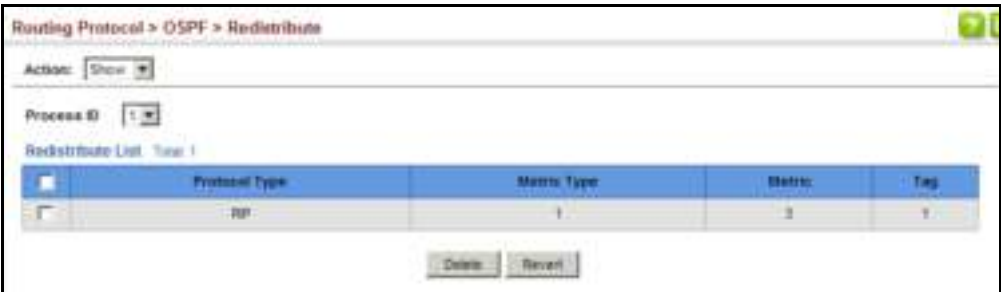 Routing Protocol > OSPF > Redistribute
?
Action: Show
Process ID 1
Redistribute List Total: 1
Protocol Type Metric Type Metric Tag
RIP 1 3 1
Delete Revert